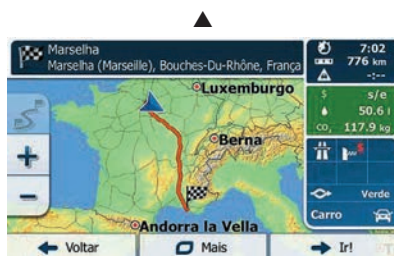 Marselha
Marselha (Marseille), Bouches-Du-Rhône, França
7:02
776 km
-:--
$ s/e
50.6 l
CO₂ 117.9 kg
Luxemburgo
Berna
Andorra la Vella
+
−
$
Verde
Carro
Voltar
Mais
Ir!